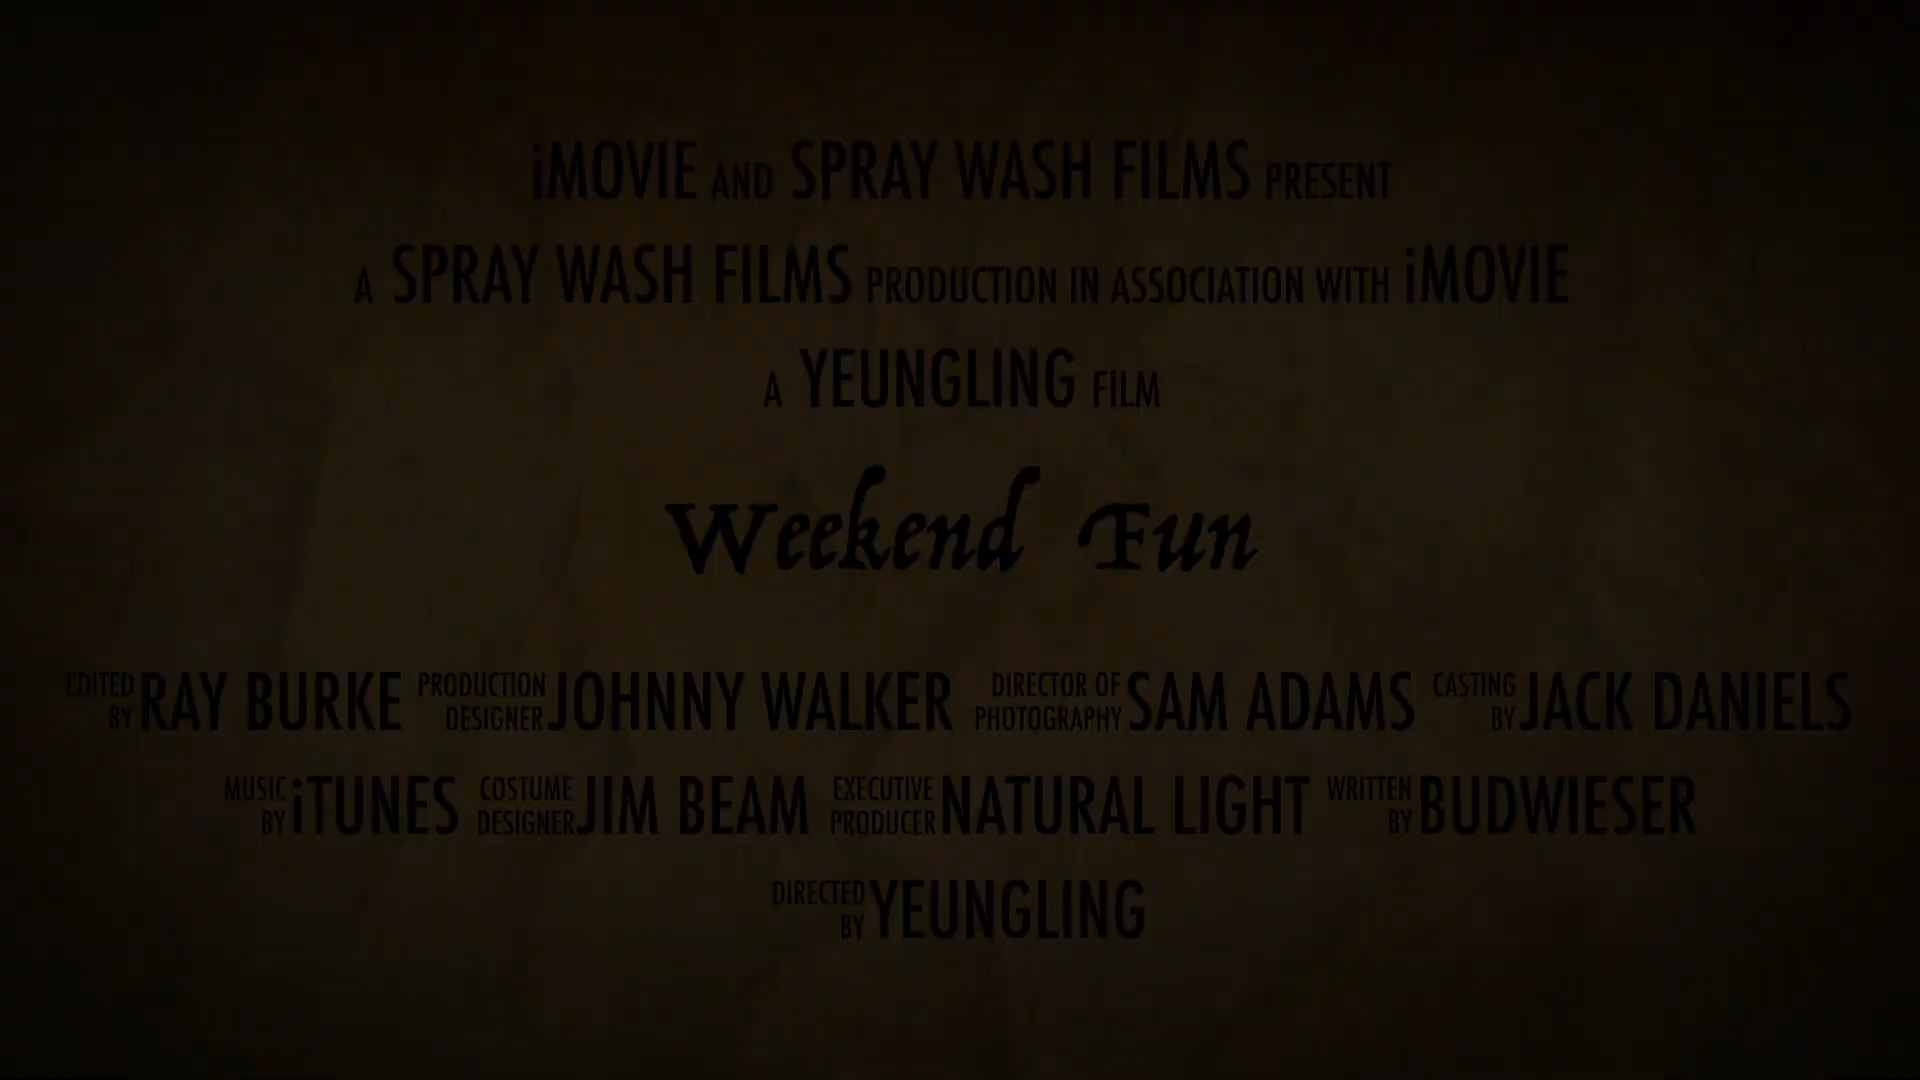 iMOVIE AND SPRAY WASH FILMS PRESENT
A SPRAY WASH FILMS PRODUCTION IN ASSOCIATION WITH iMOVIE
A YEUNGLING FILM
Weekend Fun
EDITED BY RAY BURKE PRODUCTION DESIGNER JOHNNY WALKER DIRECTOR OF PHOTOGRAPHY SAM ADAMS CASTING BY JACK DANIELS
MUSIC BY iTUNES COSTUME DESIGNER JIM BEAM EXECUTIVE PRODUCER NATURAL LIGHT WRITTEN BY BUDWIESER
DIRECTED BY YEUNGLING